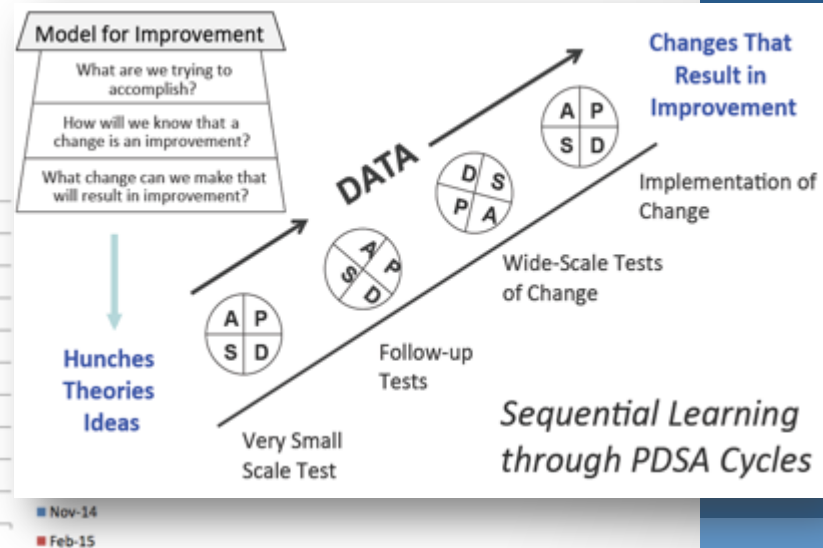 Model for Improvement
What are we trying to
accomplish?
How will we know that a
change is an improvement?
What change can we make that
will result in improvement?
Hunches
Theories
Ideas
DATA
A P
S D
A P
S D
D S
P A
A P
S D
Changes That
Result in
Improvement
Very Small
Scale Test
Follow-up
Tests
Wide-Scale Tests
of Change
Implementation of
Change
Sequential Learning
through PDSA Cycles
Nov-14
Feb-15